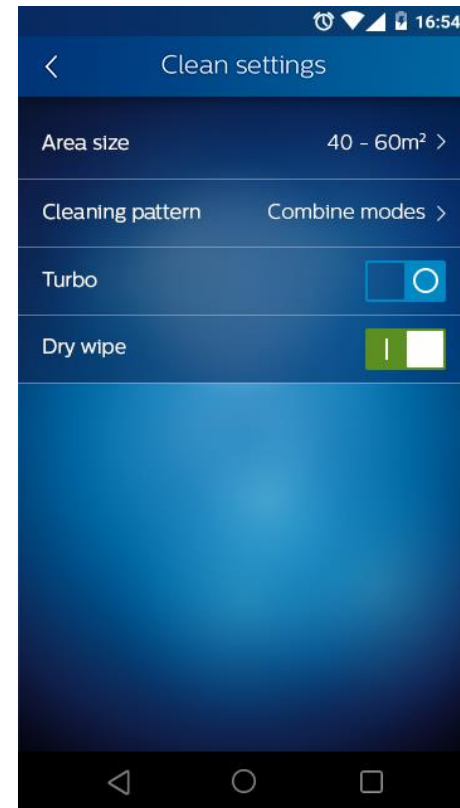 16:54
Clean settings
Area size 40 - 60m²
Cleaning pattern Combine modes
Turbo
Dry wipe